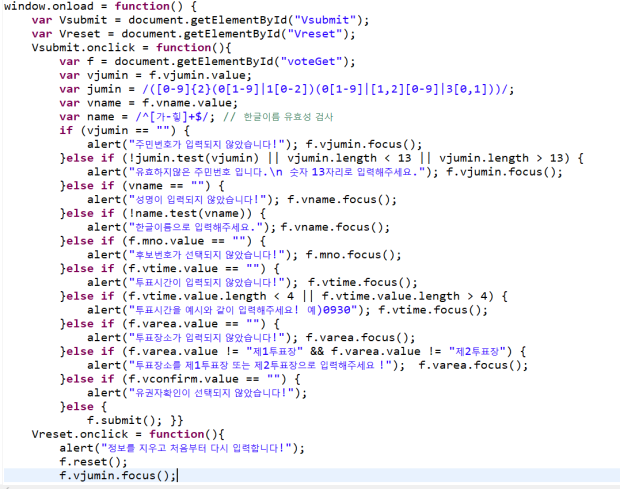 window.onload = function() {
var Vsubmit = document.getElementById("Vsubmit");
var Vreset = document.getElementById("Vreset");
Vsubmit.onclick = function(){
var f = document.getElementById("voteGet");
var vjumin = f.vjumin.value;
var jumin = /([0-9]{2}(0[1-9]|1[0-2])(0[1-9]|[1,2][0-9]|3[0,1]))/;
var vname = f.vname.value;
var name = /^[가-힣]+$/; // 한글이름 유효성 검사
if (vjumin == "") {
alert("주민번호가 입력되지 않았습니다!"); f.vjumin.focus();
}else if (!jumin.test(vjumin) || vjumin.length < 13 || vjumin.length > 13) {
alert("유효하지않은 주민번호 입니다.\n 숫자 13자리로 입력해주세요."); f.vjumin.focus();
}else if (vname == "") {
alert("성명이 입력되지 않았습니다!"); f.vname.focus();
}else if (!name.test(vname)) {
alert("한글이름으로 입력해주세요."); f.vname.focus();
}else if (f.mno.value == "") {
alert("후보번호가 선택되지 않았습니다!"); f.mno.focus();
}else if (f.vtime.value == "") {
alert("투표시간이 입력되지 않았습니다!"); f.vtime.focus();
}else if (f.vtime.value.length < 4 || f.vtime.value.length > 4) {
alert("투표시간을 예시와 같이 입력해주세요! 예)0930"); f.vtime.focus();
}else if (f.varea.value == "") {
alert("투표장소가 입력되지 않았습니다!"); f.varea.focus();
}else if (f.varea.value != "제1투표장" && f.varea.value != "제2투표장") {
alert("투표장소를 제1투표장 또는 제2투표장으로 입력해주세요 !"); f.varea.focus();
}else if (f.vconfirm.value == "") {
alert("유권자확인이 선택되지 않았습니다!");
}else {
f.submit(); }}
Vreset.onclick = function(){
alert("정보를 지우고 처음부터 다시 입력합니다!");
f.reset();
f.vjumin.focus();